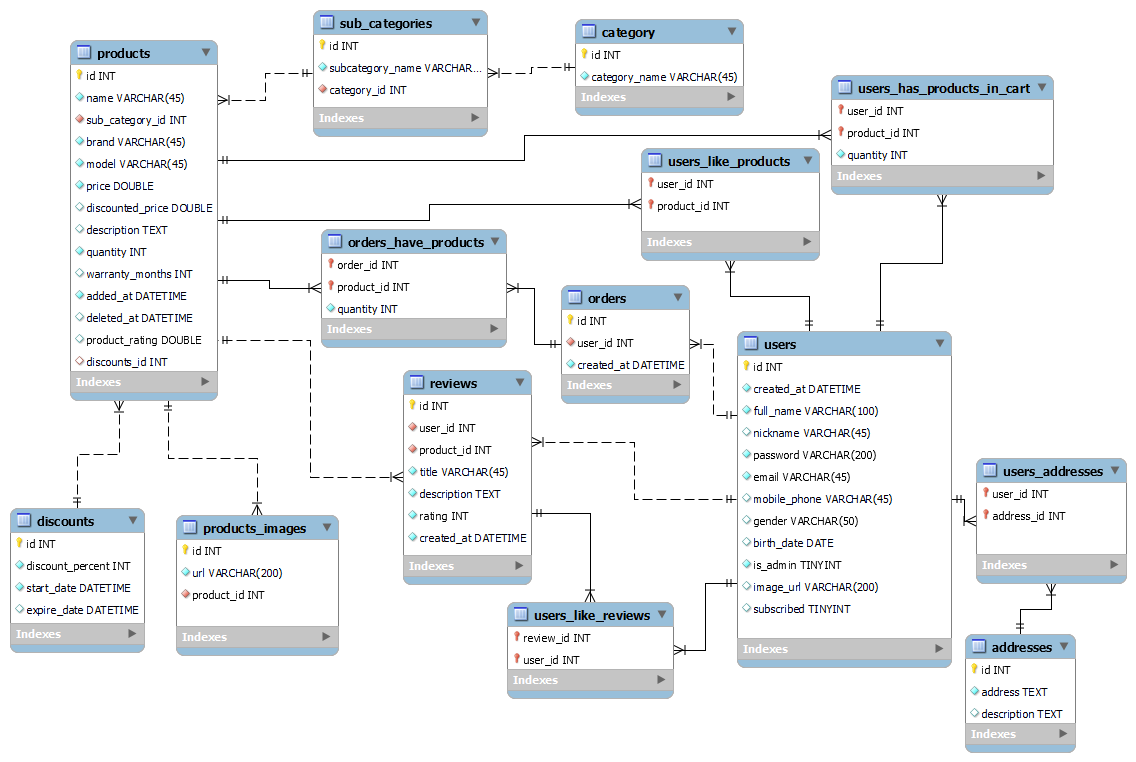 products
id INT
name VARCHAR(45)
sub_category_id INT
brand VARCHAR(45)
model VARCHAR(45)
price DOUBLE
discounted_price DOUBLE
description TEXT
quantity INT
warranty_months INT
added_at DATETIME
deleted_at DATETIME
product_rating DOUBLE
discounts_id INT
Indexes
sub_categories
id INT
subcategory_name VARCHAR...
category_id INT
Indexes
category
id INT
category_name VARCHAR(45)
Indexes
users_has_products_in_cart
user_id INT
product_id INT
quantity INT
Indexes
users_like_products
user_id INT
product_id INT
Indexes
orders_have_products
order_id INT
product_id INT
quantity INT
Indexes
orders
id INT
user_id INT
created_at DATETIME
Indexes
reviews
id INT
user_id INT
product_id INT
title VARCHAR(45)
description TEXT
rating INT
created_at DATETIME
Indexes
users
id INT
created_at DATETIME
full_name VARCHAR(100)
nickname VARCHAR(45)
password VARCHAR(200)
email VARCHAR(45)
mobile_phone VARCHAR(45)
gender VARCHAR(50)
birth_date DATE
is_admin TINYINT
image_url VARCHAR(200)
subscribed TINYINT
Indexes
users_addresses
user_id INT
address_id INT
Indexes
discounts
id INT
discount_percent INT
start_date DATETIME
expire_date DATETIME
Indexes
products_images
id INT
url VARCHAR(200)
product_id INT
Indexes
users_like_reviews
review_id INT
user_id INT
Indexes
addresses
id INT
address TEXT
description TEXT
Indexes